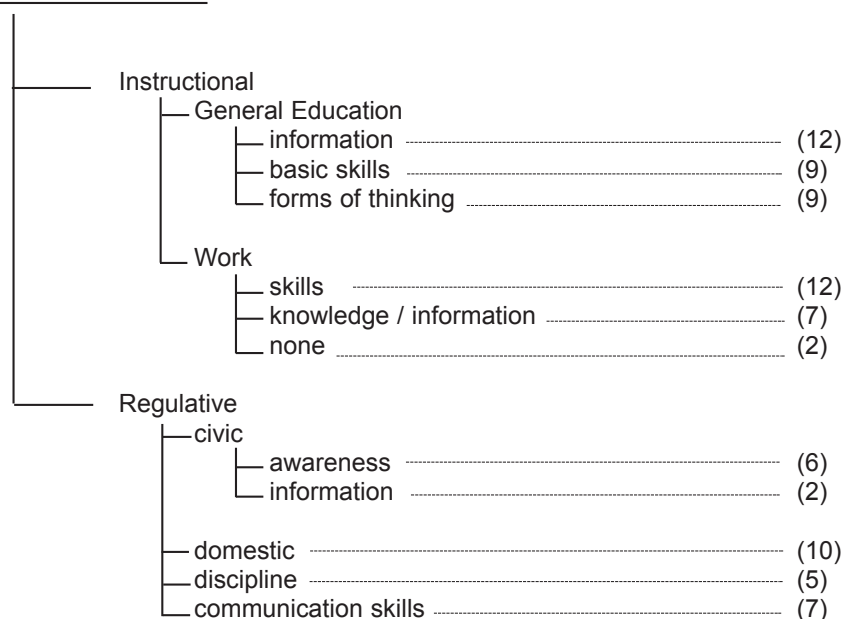 Instructional
General Education
information (12)
basic skills (9)
forms of thinking (9)
Work
skills (12)
knowledge / information (7)
none (2)
Regulative
civic
awareness (6)
information (2)
domestic (10)
discipline (5)
communication skills (7)